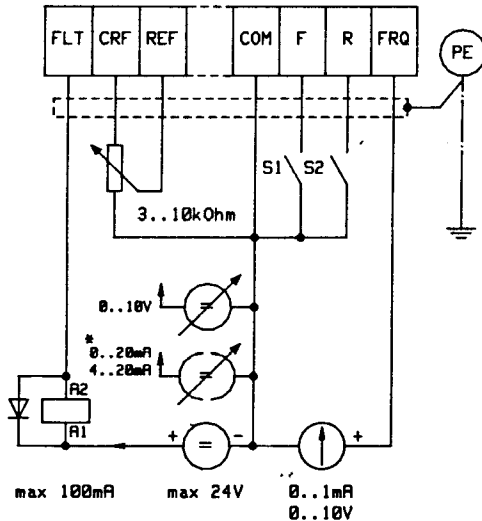 FLT CRF REF COM F R FRQ PE
S1 S2
3..10kOhm
0..10V
*
0..20mA
4..20mA
A2
A1
+ = - +
max 100mA max 24V 0..1mA
0..10V